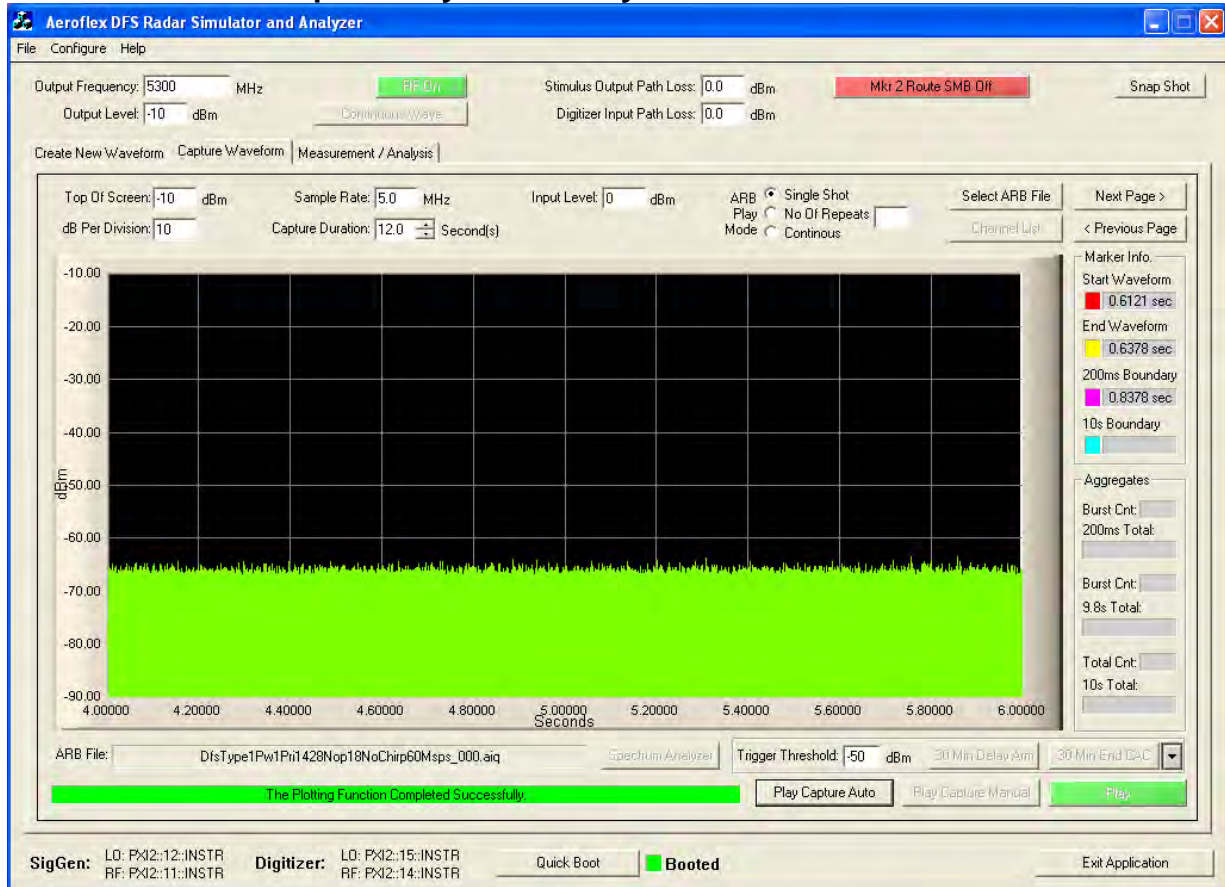 Aeroflex DFS Radar Simulator and Analyzer
File Configure Help
Output Frequency: 5300 MHz
RF On
Stimulus Output Path Loss: 0.0 dBm
Mkr 2 Route SMB Off
Snap Shot
Output Level: -10 dBm
Continuous Wave
Digitizer Input Path Loss: 0.0 dBm
Create New Waveform Capture Waveform Measurement / Analysis
Top Of Screen: -10 dBm
Sample Rate: 5.0 MHz
Input Level: 0 dBm
ARB Play Mode
Single Shot
No Of Repeats
Continous
Select ARB File
Next Page >
dB Per Division: 10
Capture Duration: 12.0 Second(s)
Channel List
< Previous Page
-10.00
-20.00
-30.00
-40.00
-50.00
-60.00
-70.00
-80.00
-90.00
dBm
4.00000 4.20000 4.40000 4.60000 4.80000 5.00000 5.20000 5.40000 5.60000 5.80000 6.00000
Seconds
Marker Info.
Start Waveform
0.6121 sec
End Waveform
0.6378 sec
200ms Boundary
0.8378 sec
10s Boundary
Aggregates
Burst Cnt:
200ms Total:
Burst Cnt:
9.8s Total:
Total Cnt:
10s Total:
ARB File: DfsType1Pw1Pri1428Nop18NoChirp60Msps_000.aiq
Spectrum Analyzer
Trigger Threshold: -50 dBm
30 Min Delay Arm
30 Min End CAC
The Plotting Function Completed Successfully.
Play Capture Auto
Play Capture Manual
Play
SigGen: LO: PXI2::12::INSTR
RF: PXI2::11::INSTR
Digitizer: LO: PXI2::15::INSTR
RF: PXI2::14::INSTR
Quick Boot
Booted
Exit Application